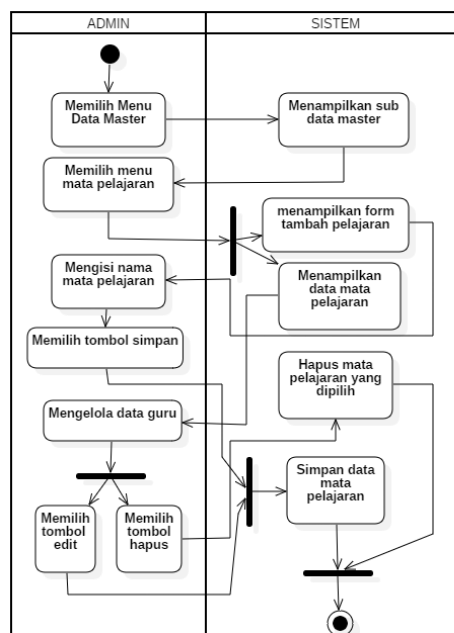 ADMIN
SISTEM
Memilih Menu
Data Master
Menampilkan sub
data master
Memilih menu
mata pelajaran
menampilkan form
tambah pelajaran
Mengisi nama
mata pelajaran
Menampilkan
data mata
pelajaran
Memilih tombol simpan
Hapus mata
pelajaran yang
dipilih
Mengelola data guru
Simpan data
mata
pelajaran
Memilih
tombol
edit
Memilih
tombol
hapus